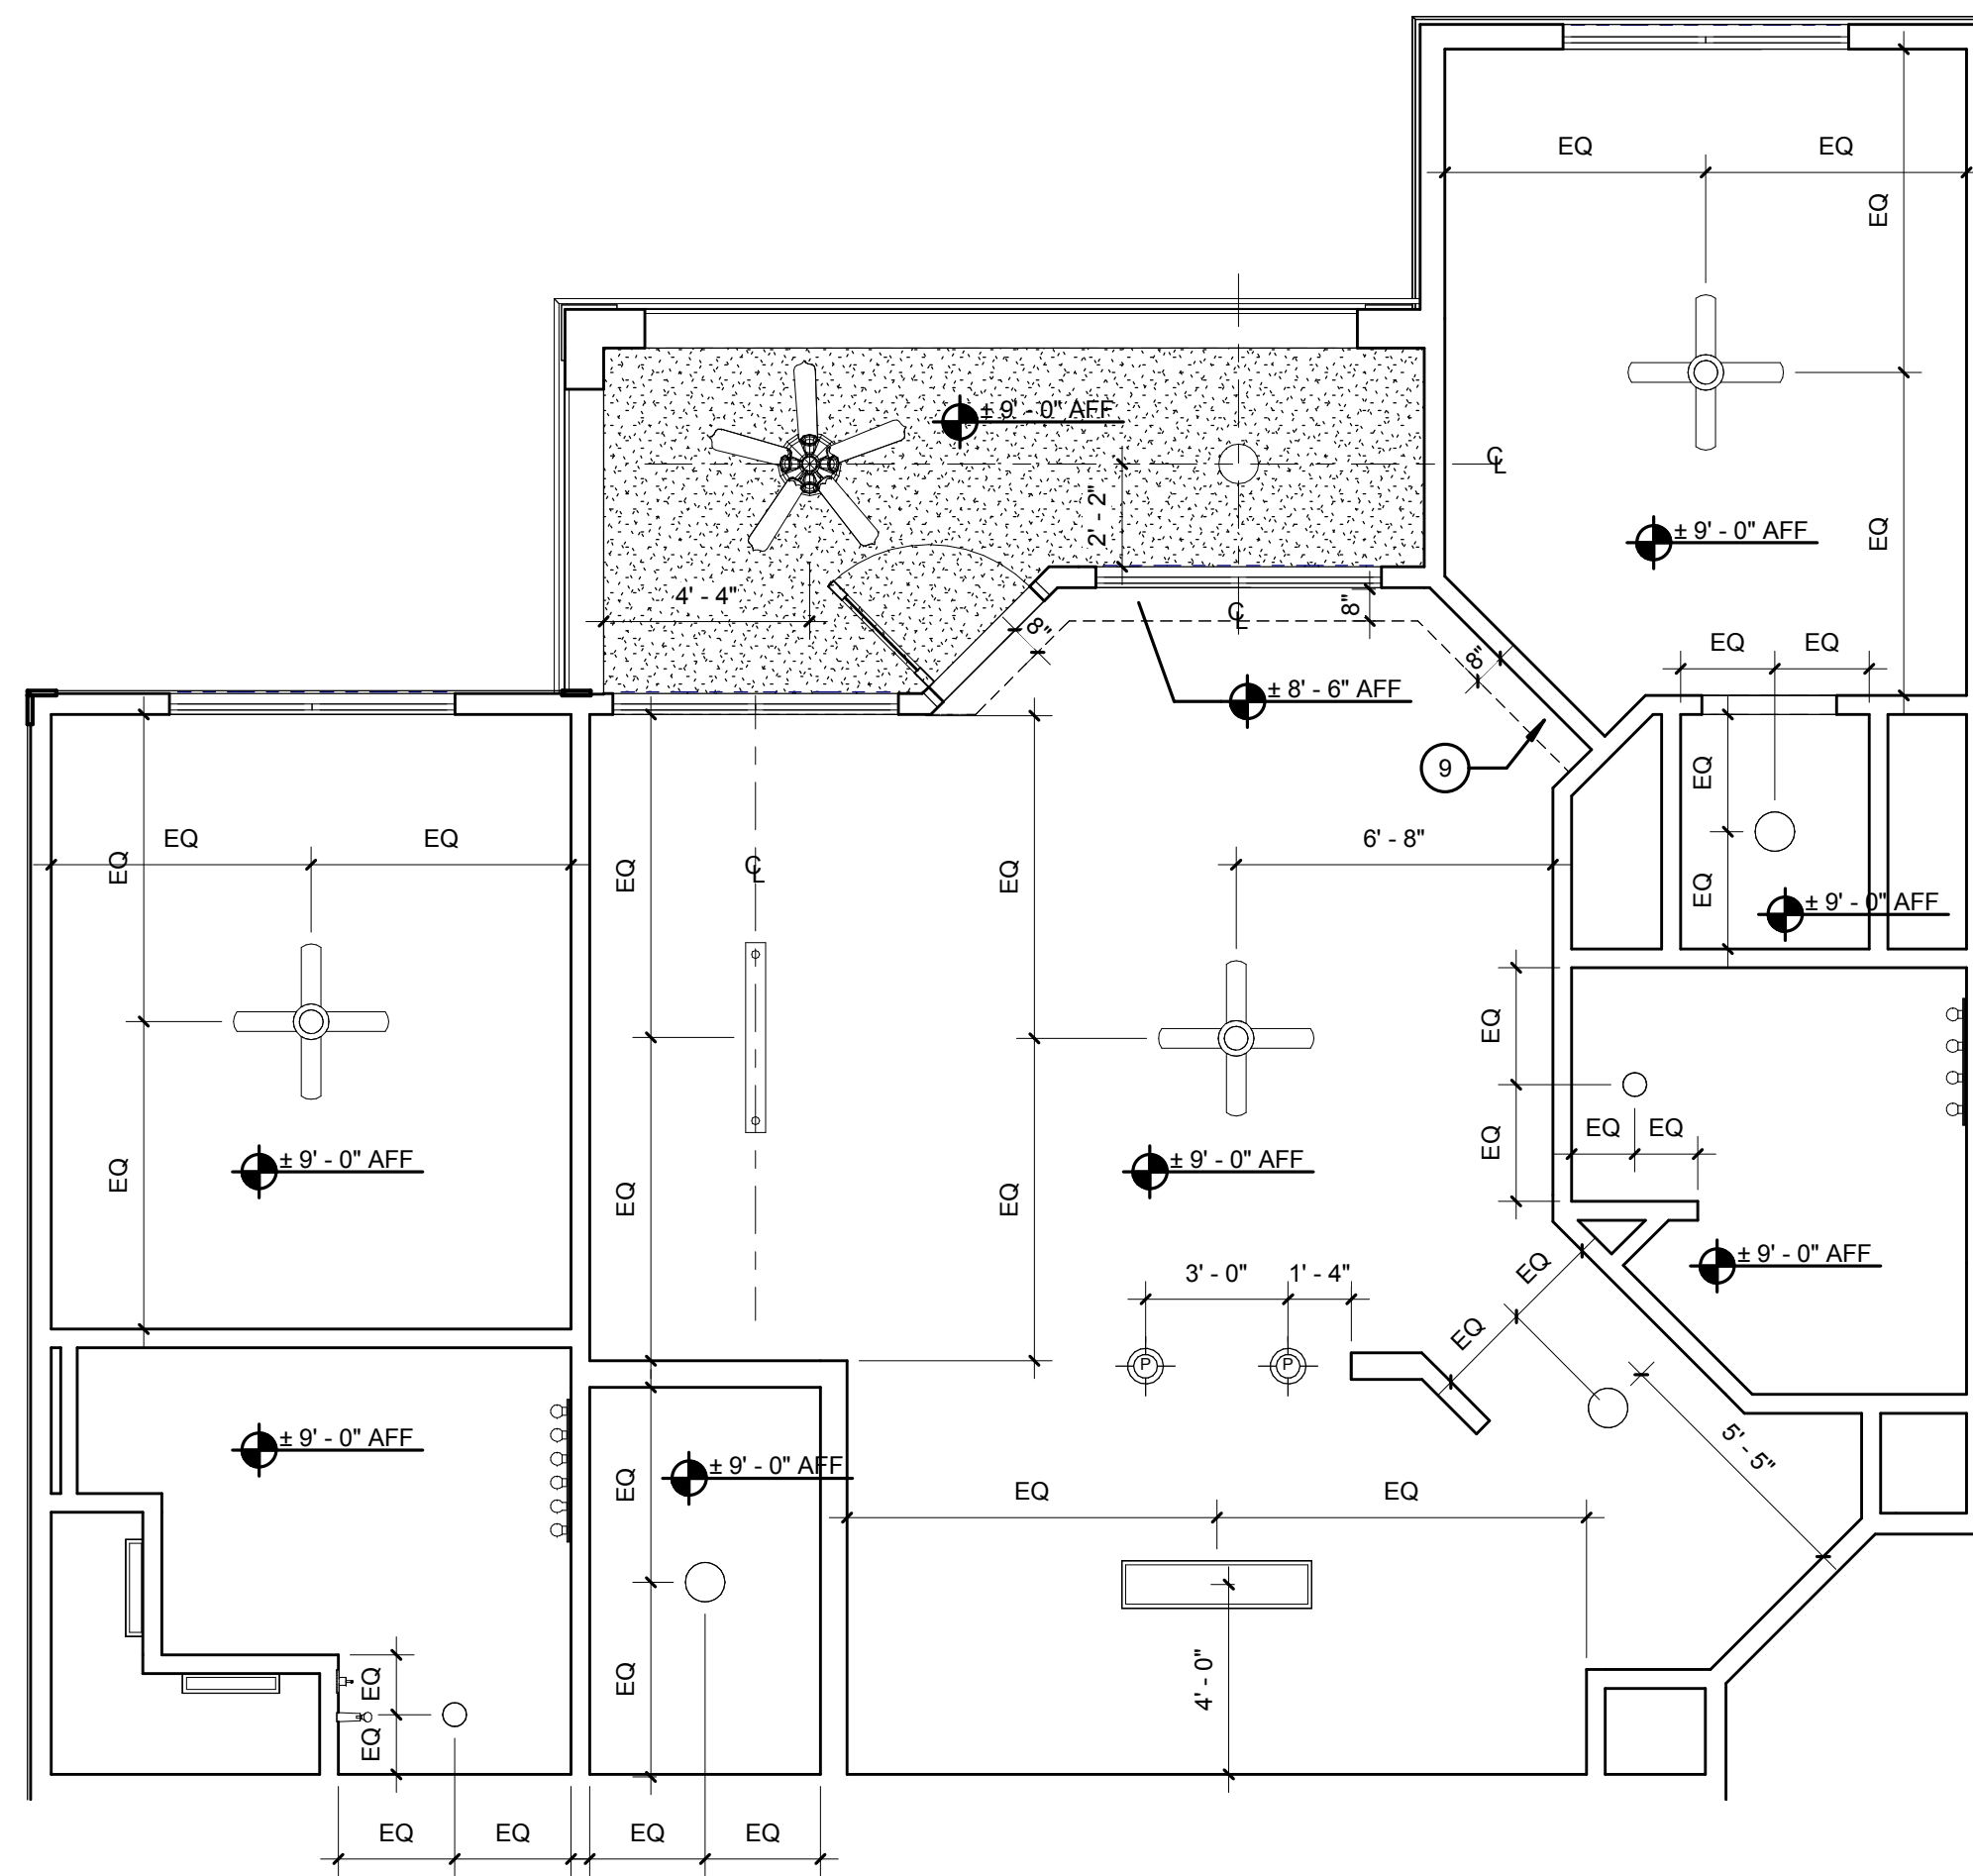 EQ
EQ
EQ
EQ
± 9' - 0" AFF
± 9' - 0" AFF
CL
2' - 2"
4' - 4"
8"
CL
8"
8"
± 8' - 6" AFF
9
EQ
EQ
EQ
EQ
± 9' - 0" AFF
EQ
EQ
EQ
EQ
± 9' - 0" AFF
EQ
CL
EQ
EQ
EQ
6' - 8"
± 9' - 0" AFF
EQ
EQ
EQ
EQ
± 9' - 0" AFF
3' - 0"
1' - 4"
P
P
EQ
EQ
5' - 5"
± 9' - 0" AFF
± 9' - 0" AFF
EQ
EQ
EQ
EQ
4' - 0"
EQ
EQ
EQ
EQ
EQ
EQ